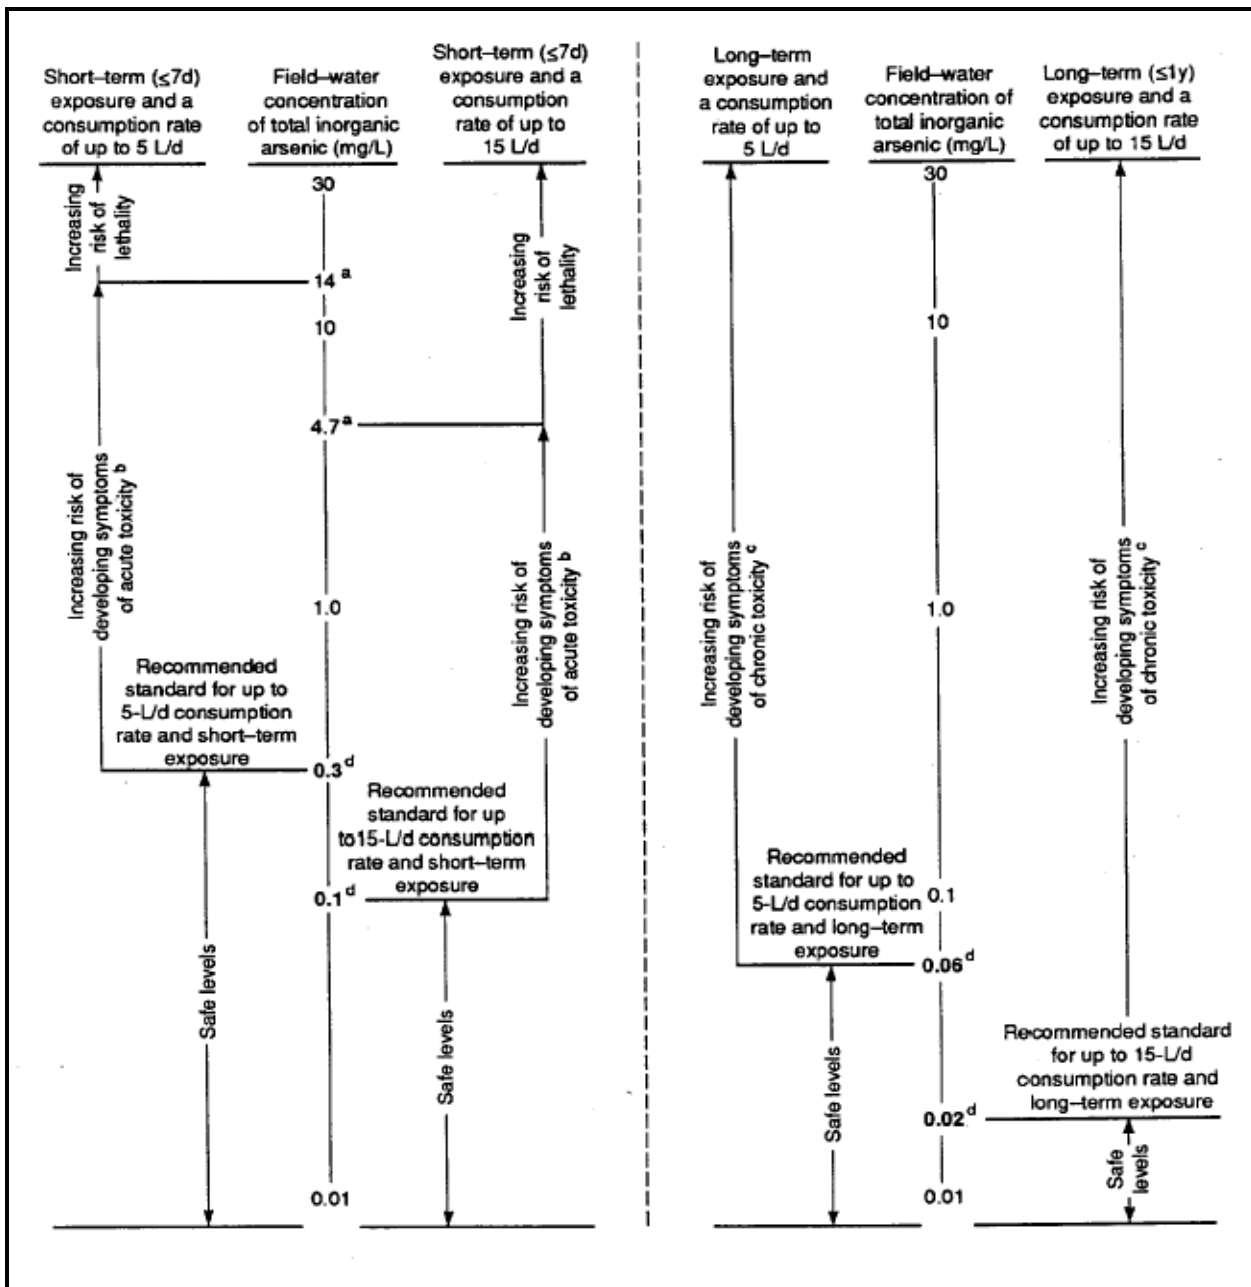 Short–term (≤7d)
exposure and a
consumption rate
of up to 5 L/d
Field–water
concentration
of total inorganic
arsenic (mg/L)
Short–term (≤7d)
exposure and a
consumption
rate of up to
15 L/d
30
14 a
10
4.7 a
1.0
0.3 d
0.1 d
0.01
Increasing
risk of
lethality
Increasing risk of
developing symptoms
of acute toxicity b
Recommended
standard for up to
5-L/d consumption
rate and short–term
exposure
Safe levels
Increasing
risk of
lethality
Increasing risk of
developing symptoms
of acute toxicity b
Recommended
standard for up
to15-L/d consumption
rate and short–term
exposure
Safe levels
Long–term
exposure and
a consumption
rate of up to
5 L/d
Field–water
concentration of
total inorganic
arsenic (mg/L)
Long–term (≤1y)
exposure and a
consumption rate
of up to 15 L/d
30
10
1.0
0.1
0.06 d
0.02 d
0.01
Increasing risk of
developing symptoms
of chronic toxicity c
Recommended
standard for up to
5-L/d consumption
rate and long–term
exposure
Safe levels
Increasing risk of
developing symptoms
of chronic toxicity c
Recommended standard
for up to 15-L/d
consumption rate and
long–term exposure
Safe
levels